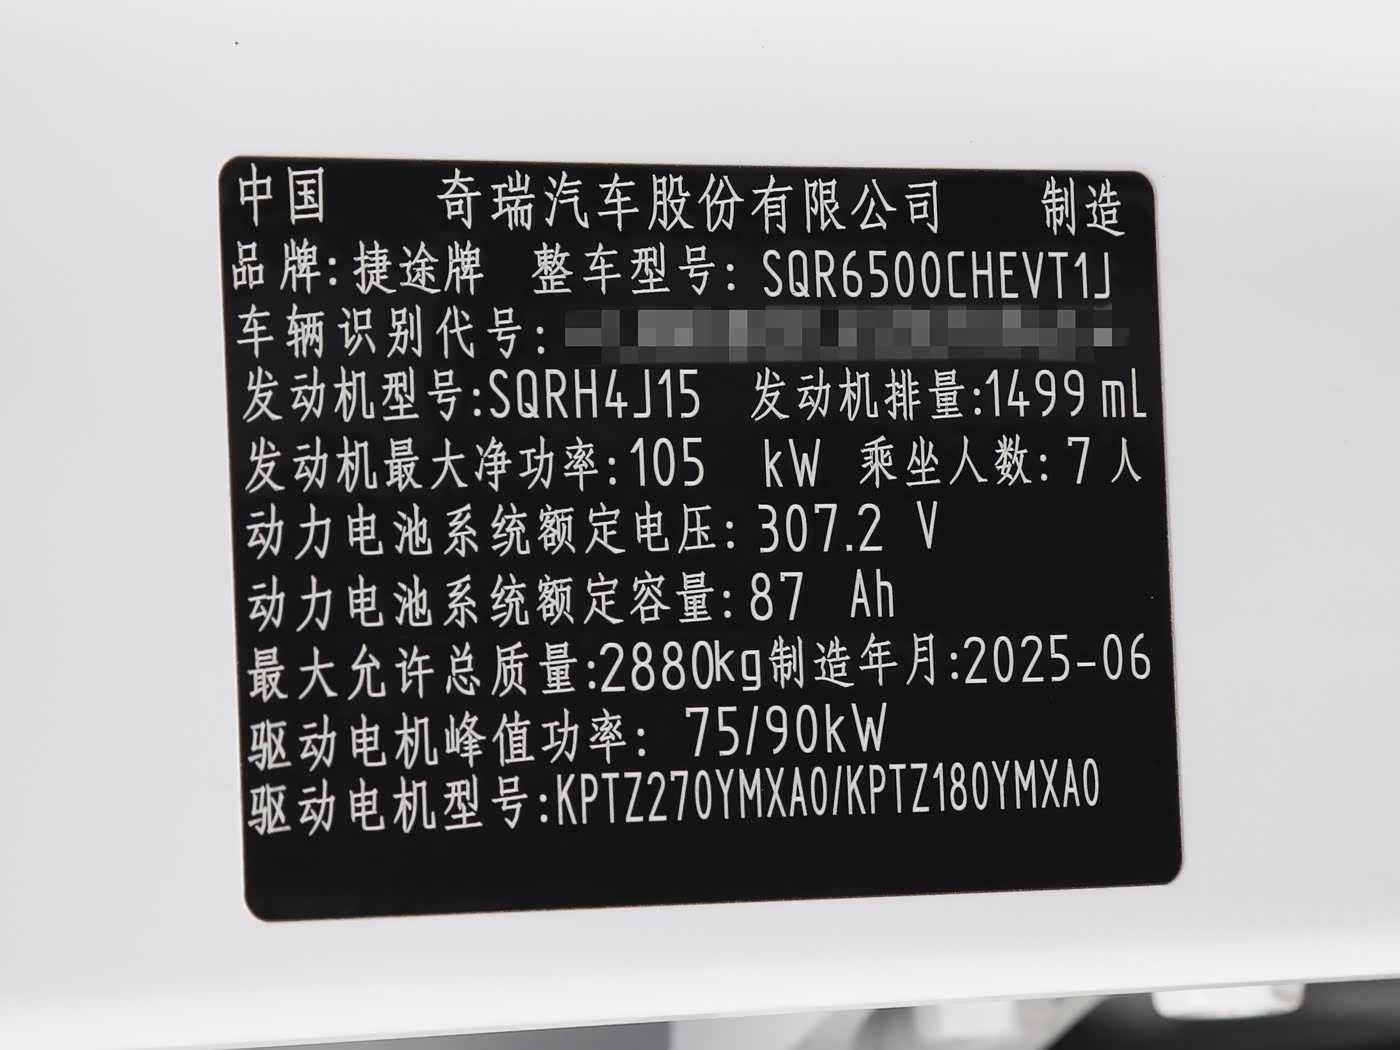 中国 奇瑞汽车股份有限公司 制造
品牌:捷途牌 整车型号:SQR6500CHEVT1J
车辆识别代号:
发动机型号:SQRH4J15 发动机排量:1499mL
发动机最大净功率:105 kW 乘坐人数:7人
动力电池系统额定电压:307.2 V
动力电池系统额定容量:87 Ah
最大允许总质量:2880kg制造年月:2025-06
驱动电机峰值功率: 75/90kW
驱动电机型号:KPTZ270YMXA0/KPTZ180YMXA0